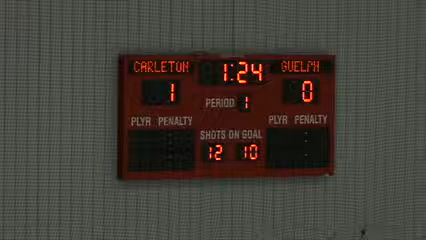 CARLETON 1:24 GUELPH
1 0
PERIOD 1
PLYR PENALTY PLYR PENALTY
SHOTS ON GOAL
12 10